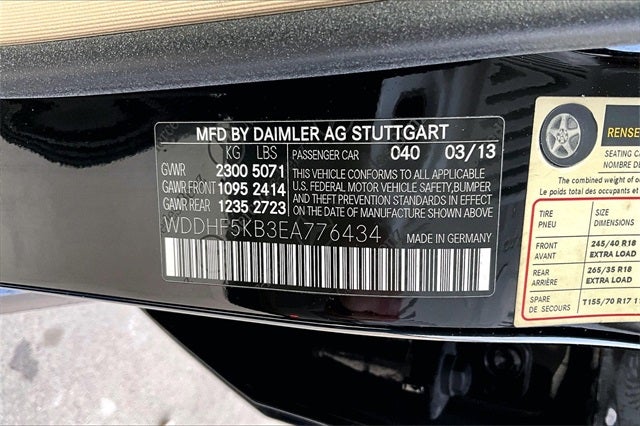 MFD BY DAIMLER AG STUTTGART
KG LBS PASSENGER CAR 040 03/13
GVWR 2300 5071
GAWR FRONT 1095 2414
GAWR REAR 1235 2723
THIS VEHICLE CONFORMS TO ALL APPLICABLE
U.S. FEDERAL MOTOR VEHICLE SAFETY,BUMPER
AND THEFT PREVENTION STANDARDS IN EFFECT
ON THE DATE OF MANUFACTURE SHOWN ABOVE.
WDDHF5KB3EA776434 MADE IN GERMANY
RENSE
SEATING CA
NOMBRE DE
The combined weight of oc
Le poids total des occupants et
TIRE SIZE
PNEU DIMENSIONS
FRONT 245/40 R18
AVANT EXTRA LOAD
REAR 265/35 R18
ARRIÈRE EXTRA LOAD
SPARE T155/70 R17 11
DE SECOURS